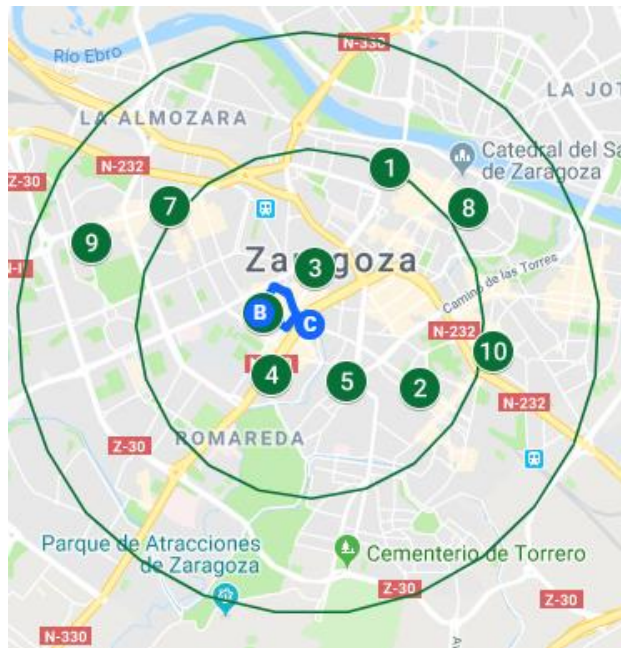 N-330
Río Ebro
LA JOT
LA ALMOZARA
1
Catedral del Sa
de Zaragoza
N-232
Z-30
7
8
9
Zaragoza
3
N-II
Camino de las Torres
B
C
N-232
10
4
5
2
N-232
ROMAREDA
Z-30
Parque de Atracciones
de Zaragoza
Cementerio de Torrero
Z-30
Z-30
N-330
Av